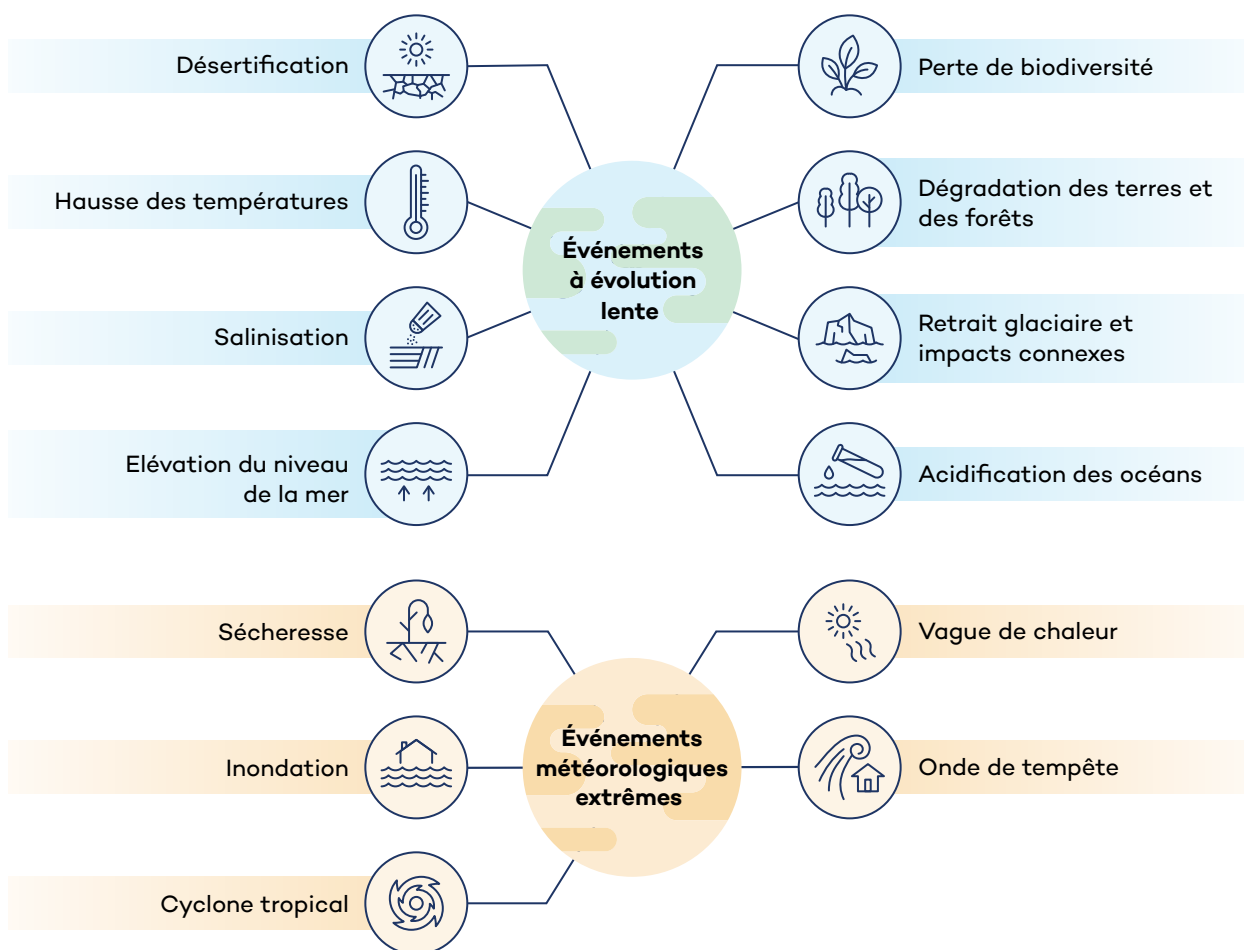 Désertification
Perte de biodiversité
Hausse des températures
Dégradation des terres et
des forêts
Événements
à évolution
lente
Salinisation
Retrait glaciaire et
impacts connexes
Elévation du niveau
de la mer
Acidification des océans
Sécheresse
Vague de chaleur
Événements
météorologiques
extrêmes
Inondation
Onde de tempête
Cyclone tropical